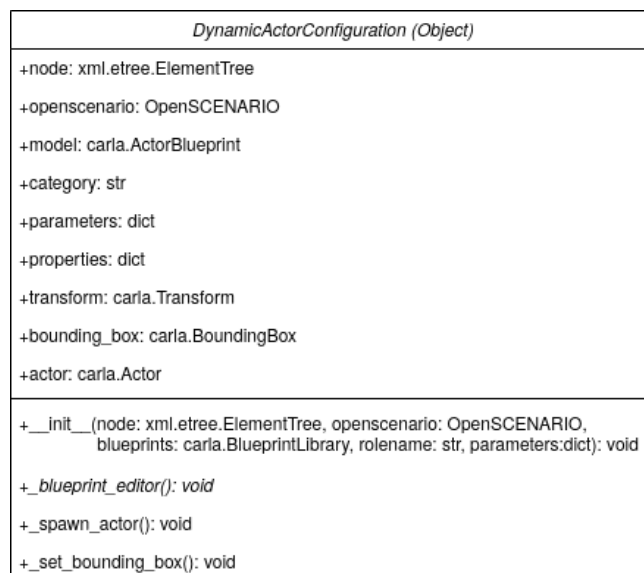 DynamicActorConfiguration (Object)
+node: xml.etree.ElementTree
+openscenario: OpenSCENARIO
+model: carla.ActorBlueprint
+category: str
+parameters: dict
+properties: dict
+transform: carla.Transform
+bounding_box: carla.BoundingBox
+actor: carla.Actor
+__init__(node: xml.etree.ElementTree, openscenario: OpenSCENARIO,
blueprints: carla.BlueprintLibrary, rolename: str, parameters:dict): void
+_blueprint_editor(): void
+_spawn_actor(): void
+_set_bounding_box(): void